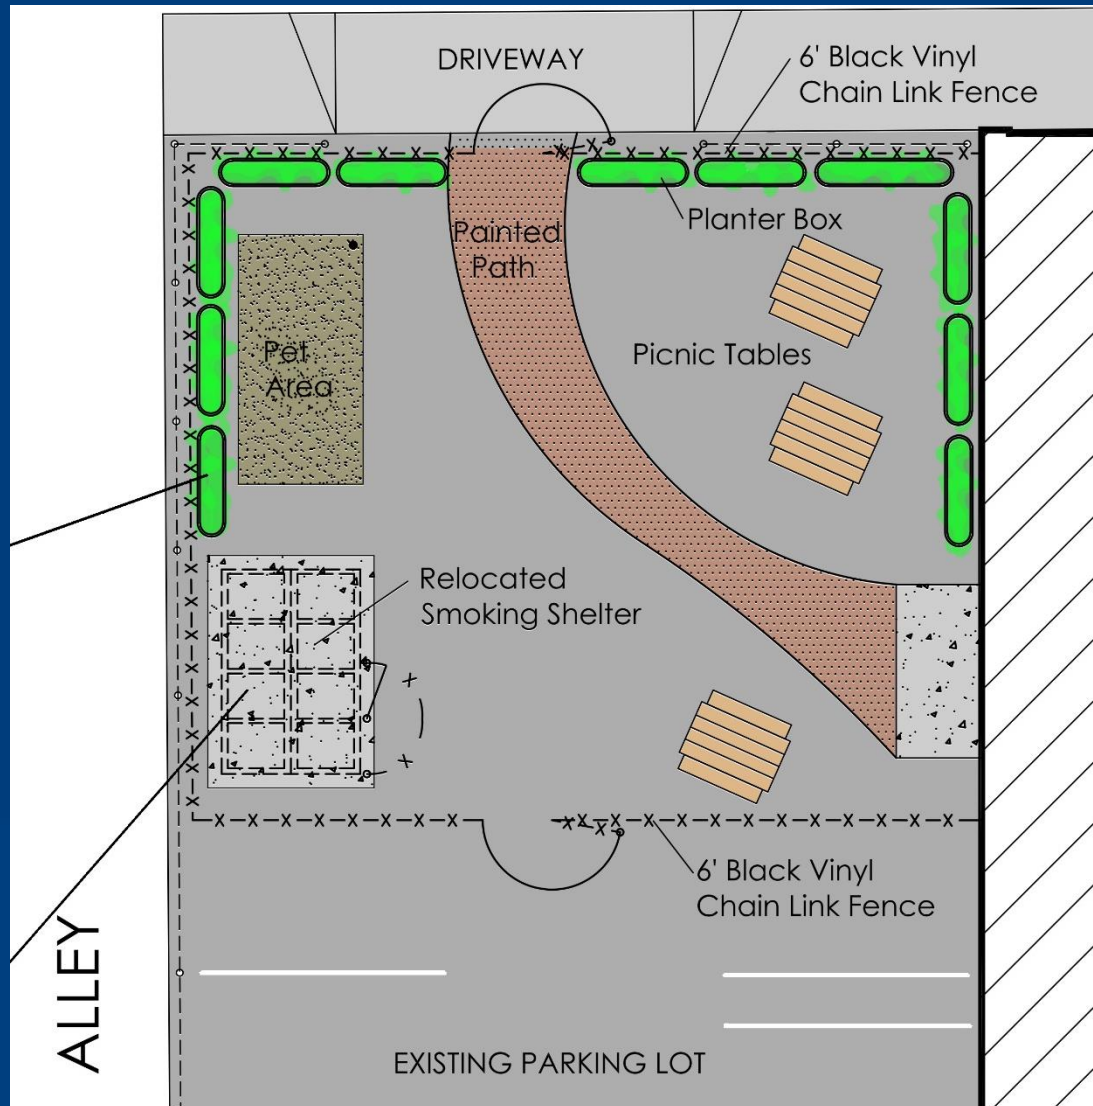 DRIVEWAY
6' Black Vinyl
Chain Link Fence
Planter Box
Painted
Path
Picnic Tables
Pet
Area
Relocated
Smoking Shelter
6' Black Vinyl
Chain Link Fence
ALLEY
EXISTING PARKING LOT